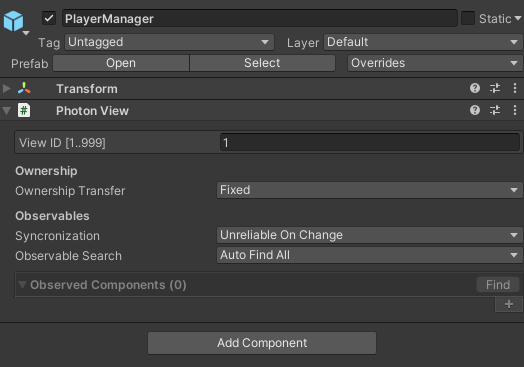 PlayerManager Static
Tag Untagged Layer Default
Prefab Open Select Overrides
Transform
# Photon View
View ID [1..999] 1
Ownership
Ownership Transfer Fixed
Observables
Syncronization Unreliable On Change
Observable Search Auto Find All
Observed Components (0) Find
+
Add Component